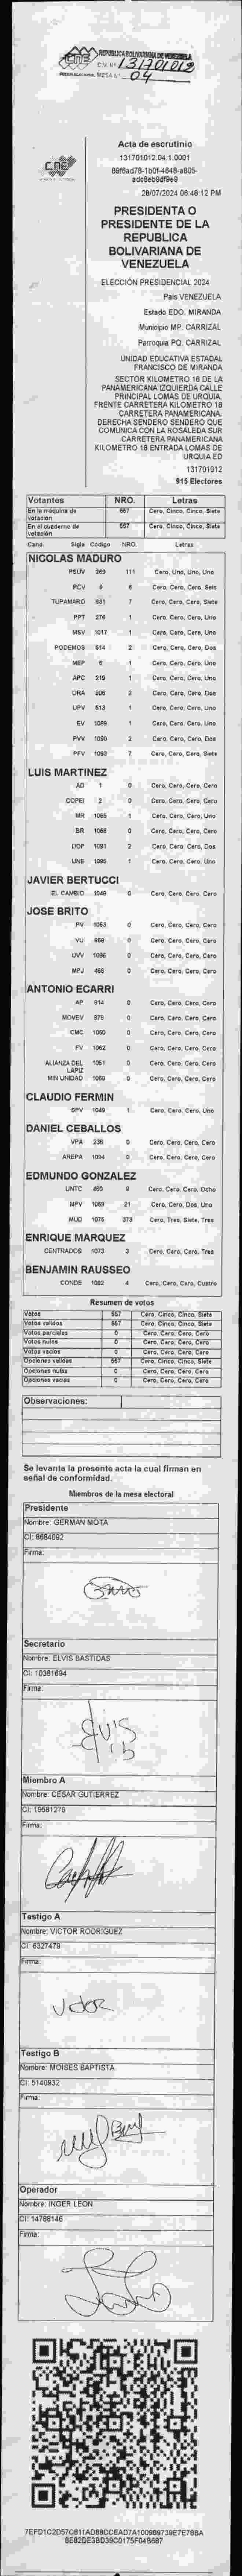 REPUBLICA BOLIVARIANA DE VENEZUELA
CNE
C.V. Nº 131701012
PODER ELECTORAL MESA Nº 04
CNE
Acta de escrutinio
131701012.04.1.0001
28/07/2024 06:46:12 PM
PRESIDENTA O
PRESIDENTE DE LA
REPUBLICA
BOLIVARIANA DE
VENEZUELA
ELECCIÓN PRESIDENCIAL 2024
País VENEZUELA
Estado EDO. MIRANDA
Municipio MP. CARRIZAL
Parroquia PQ. CARRIZAL
UNIDAD EDUCATIVA ESTADAL
FRANCISCO DE MIRANDA
SECTOR KILOMETRO 18 DE LA
PANAMERICANA IZQUIERDA CALLE
PRINCIPAL LOMAS DE URQUIA.
FRENTE CARRETERA KILOMETRO 18
CARRETERA PANAMERICANA.
DERECHA SENDERO SENDERO QUE
COMUNICA CON LA ROSALEDA SUR
CARRETERA PANAMERICANA
KILOMETRO 18 ENTRADA LOMAS DE
URQUIA ED
131701012
915 Electores
Votantes NRO. Letras
En la máquina de votación 557 Cero, Cinco, Cinco, Siete
En el cuaderno de votación 557 Cero, Cinco, Cinco, Siete
Cand. Sigla Código NRO. Letras
NICOLAS MADURO
PSUV 269 111 Cero, Uno, Uno, Uno
PCV 9 6 Cero, Cero, Cero, Seis
TUPAMARO 831 7 Cero, Cero, Cero, Siete
PPT 276 1 Cero, Cero, Cero, Uno
MSV 1017 1 Cero, Cero, Cero, Uno
PODEMOS 514 2 Cero, Cero, Cero, Dos
MEP 6 1 Cero, Cero, Cero, Uno
APC 219 1 Cero, Cero, Cero, Uno
ORA 805 2 Cero, Cero, Cero, Dos
UPV 513 1 Cero, Cero, Cero, Uno
EV 1089 1 Cero, Cero, Cero, Uno
PVV 1090 2 Cero, Cero, Cero, Dos
PFV 1093 7 Cero, Cero, Cero, Siete
LUIS MARTINEZ
AD 1 0 Cero, Cero, Cero, Cero
COPEI 2 0 Cero, Cero, Cero, Cero
MR 1065 1 Cero, Cero, Cero, Uno
BR 1068 0 Cero, Cero, Cero, Cero
DDP 1091 2 Cero, Cero, Cero, Dos
UNE 1095 1 Cero, Cero, Cero, Uno
JAVIER BERTUCCI
EL CAMBIO 1048 0 Cero, Cero, Cero, Cero
JOSE BRITO
PV 1063 0 Cero, Cero, Cero, Cero
VU 868 0 Cero, Cero, Cero, Cero
UVV 1096 0 Cero, Cero, Cero, Cero
MPJ 468 0 Cero, Cero, Cero, Cero
ANTONIO ECARRI
AP 914 0 Cero, Cero, Cero, Cero
MOVEV 979 0 Cero, Cero, Cero, Cero
CMC 1050 0 Cero, Cero, Cero, Cero
FV 1062 0 Cero, Cero, Cero, Cero
ALIANZA DEL LÁPIZ 1051 0 Cero, Cero, Cero, Cero
MIN UNIDAD 1069 0 Cero, Cero, Cero, Cero
CLAUDIO FERMIN
SPV 1049 1 Cero, Cero, Cero, Uno
DANIEL CEBALLOS
VPA 238 0 Cero, Cero, Cero, Cero
AREPA 1094 0 Cero, Cero, Cero, Cero
EDMUNDO GONZALEZ
UNTC 860 8 Cero, Cero, Cero, Ocho
MPV 1069 21 Cero, Cero, Dos, Uno
MUD 1075 373 Cero, Tres, Siete, Tres
ENRIQUE MARQUEZ
CENTRADOS 1073 3 Cero, Cero, Cero, Tres
BENJAMIN RAUSSEO
CONDE 1082 4 Cero, Cero, Cero, Cuatro
Resumen de votos
Votos 557 Cero, Cinco, Cinco, Siete
Votos válidos 557 Cero, Cinco, Cinco, Siete
Votos parciales 0 Cero, Cero, Cero, Cero
Votos nulos 0 Cero, Cero, Cero, Cero
Votos vacíos 0 Cero, Cero, Cero, Cero
Opciones válidas 557 Cero, Cinco, Cinco, Siete
Opciones nulas 0 Cero, Cero, Cero, Cero
Opciones vacías 0 Cero, Cero, Cero, Cero
Observaciones:
Se levanta la presente acta la cual firman en
señal de conformidad.
Miembros de la mesa electoral
Presidente
Nombre: GERMAN MOTA
CI: 8684092
Firma:
Secretario
Nombre: ELVIS BASTIDAS
CI: 10381694
Firma:
Elvis
B
Miembro A
Nombre: CESAR GUTIERREZ
CI: 19581279
Firma:
Testigo A
Nombre: VICTOR RODRIGUEZ
CI: 6327479
Firma:
Victor
Testigo B
Nombre: MOISES BAPTISTA
CI: 5140932
Firma:
Operador
Nombre: INGER LEON
CI: 14788146
Firma: